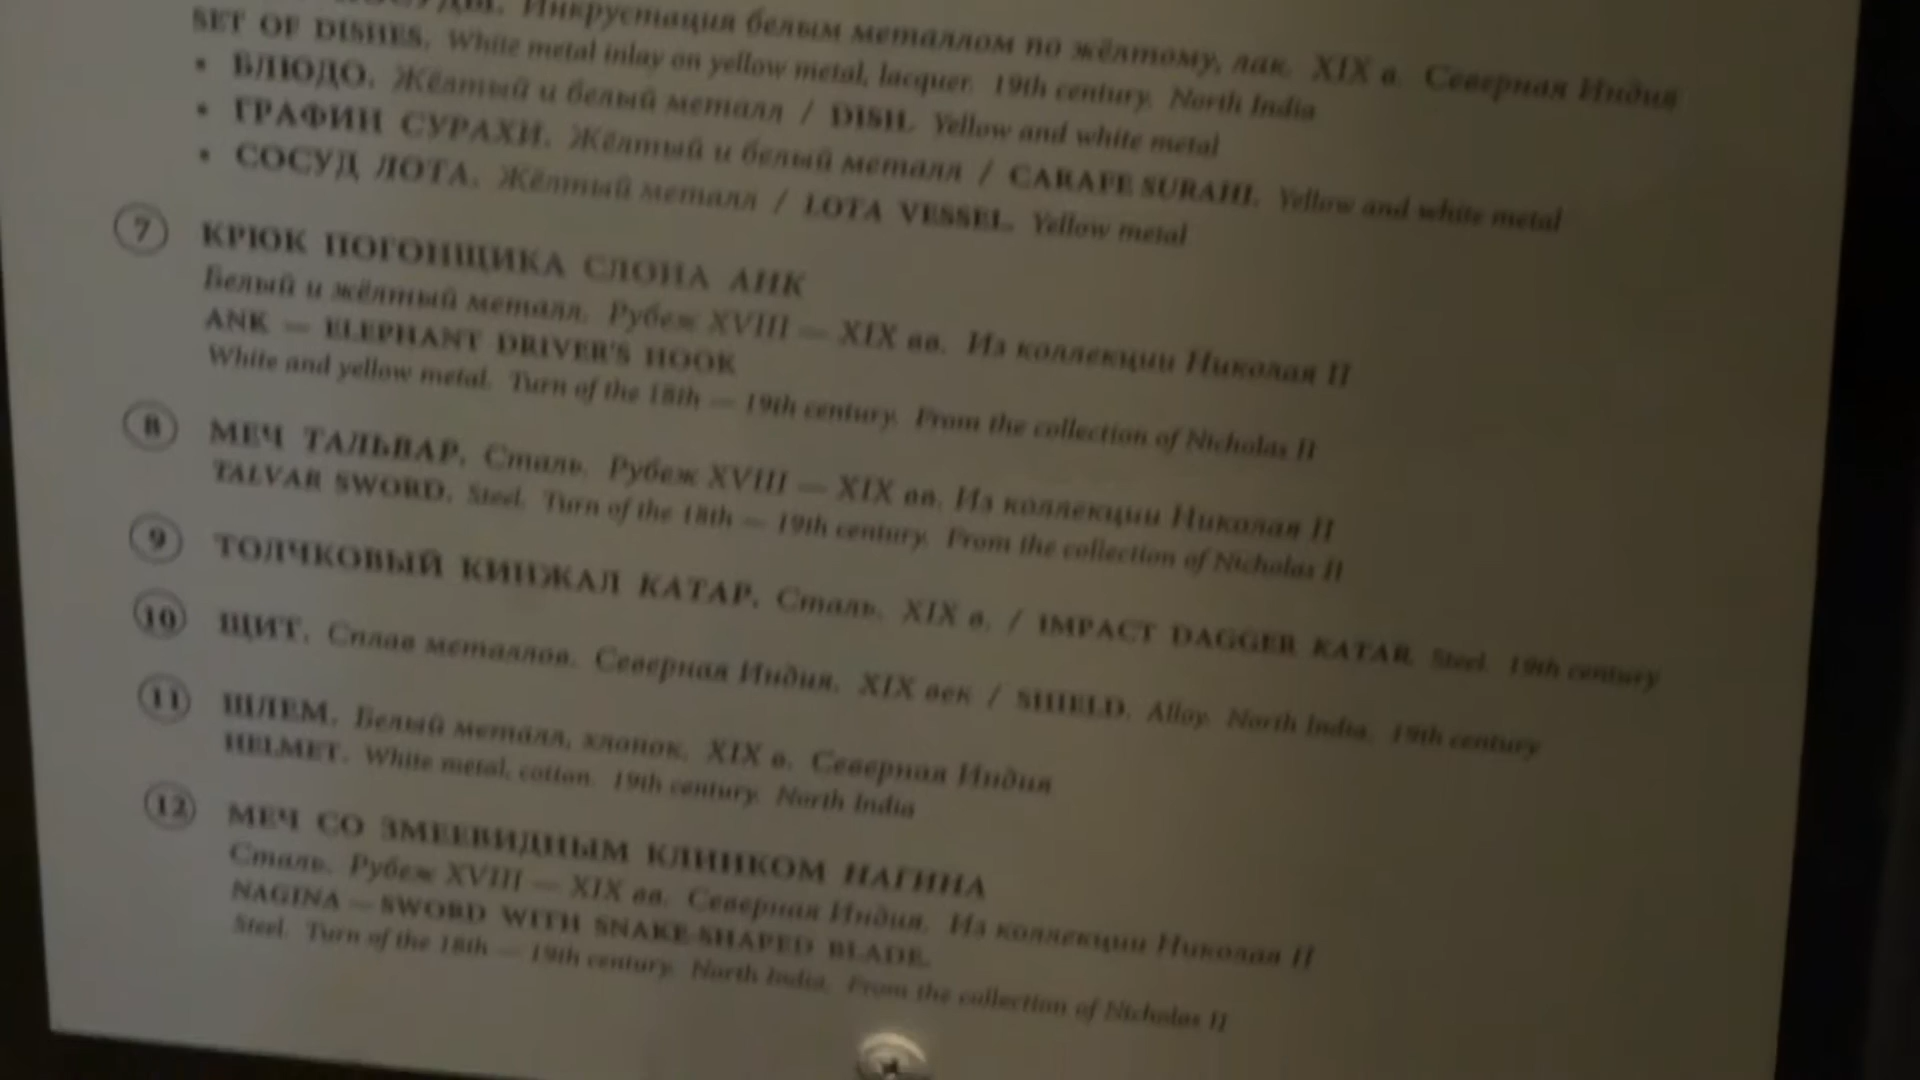 Инкрустация белым металлом по жёлтому, лак. XIX в. Северная Индия
SET OF DISHES. White metal inlay on yellow metal, lacquer. 19th century. North India
• БЛЮДО. Жёлтый и белый металл / DISH. Yellow and white metal
• ГРАФИН СУРАХИ. Жёлтый и белый металл / CARAFE SURAHI. Yellow and white metal
• СОСУД ЛОТА. Жёлтый металл / LOTA VESSEL. Yellow metal
7 КРЮК ПОГОНЩИКА СЛОНА АНК
Белый и жёлтый металл. Рубеж XVIII — XIX вв. Из коллекции Николая II
ANK — ELEPHANT DRIVER'S HOOK
White and yellow metal. Turn of the 18th — 19th century. From the collection of Nicholas II
8 МЕЧ ТАЛЬВАР. Сталь. Рубеж XVIII — XIX вв. Из коллекции Николая II
TALVAR SWORD. Steel. Turn of the 18th — 19th century. From the collection of Nicholas II
9 ТОЛЧКОВЫЙ КИНЖАЛ КАТАР. Сталь. XIX в. / IMPACT DAGGER KATAR. Steel. 19th century
10 ЩИТ. Сплав металлов. Северная Индия. XIX век / SHIELD. Alloy. North India. 19th century
11 ШЛЕМ. Белый металл, хлопок. XIX в. Северная Индия
HELMET. White metal, cotton. 19th century. North India
12 МЕЧ СО ЗМЕЕВИДНЫМ КЛИНКОМ НАГИНА
Сталь. Рубеж XVIII — XIX вв. Северная Индия. Из коллекции Николая II
NAGINA — SWORD WITH SNAKE-SHAPED BLADE.
Steel. Turn of the 18th — 19th century. North India. From the collection of Nicholas II